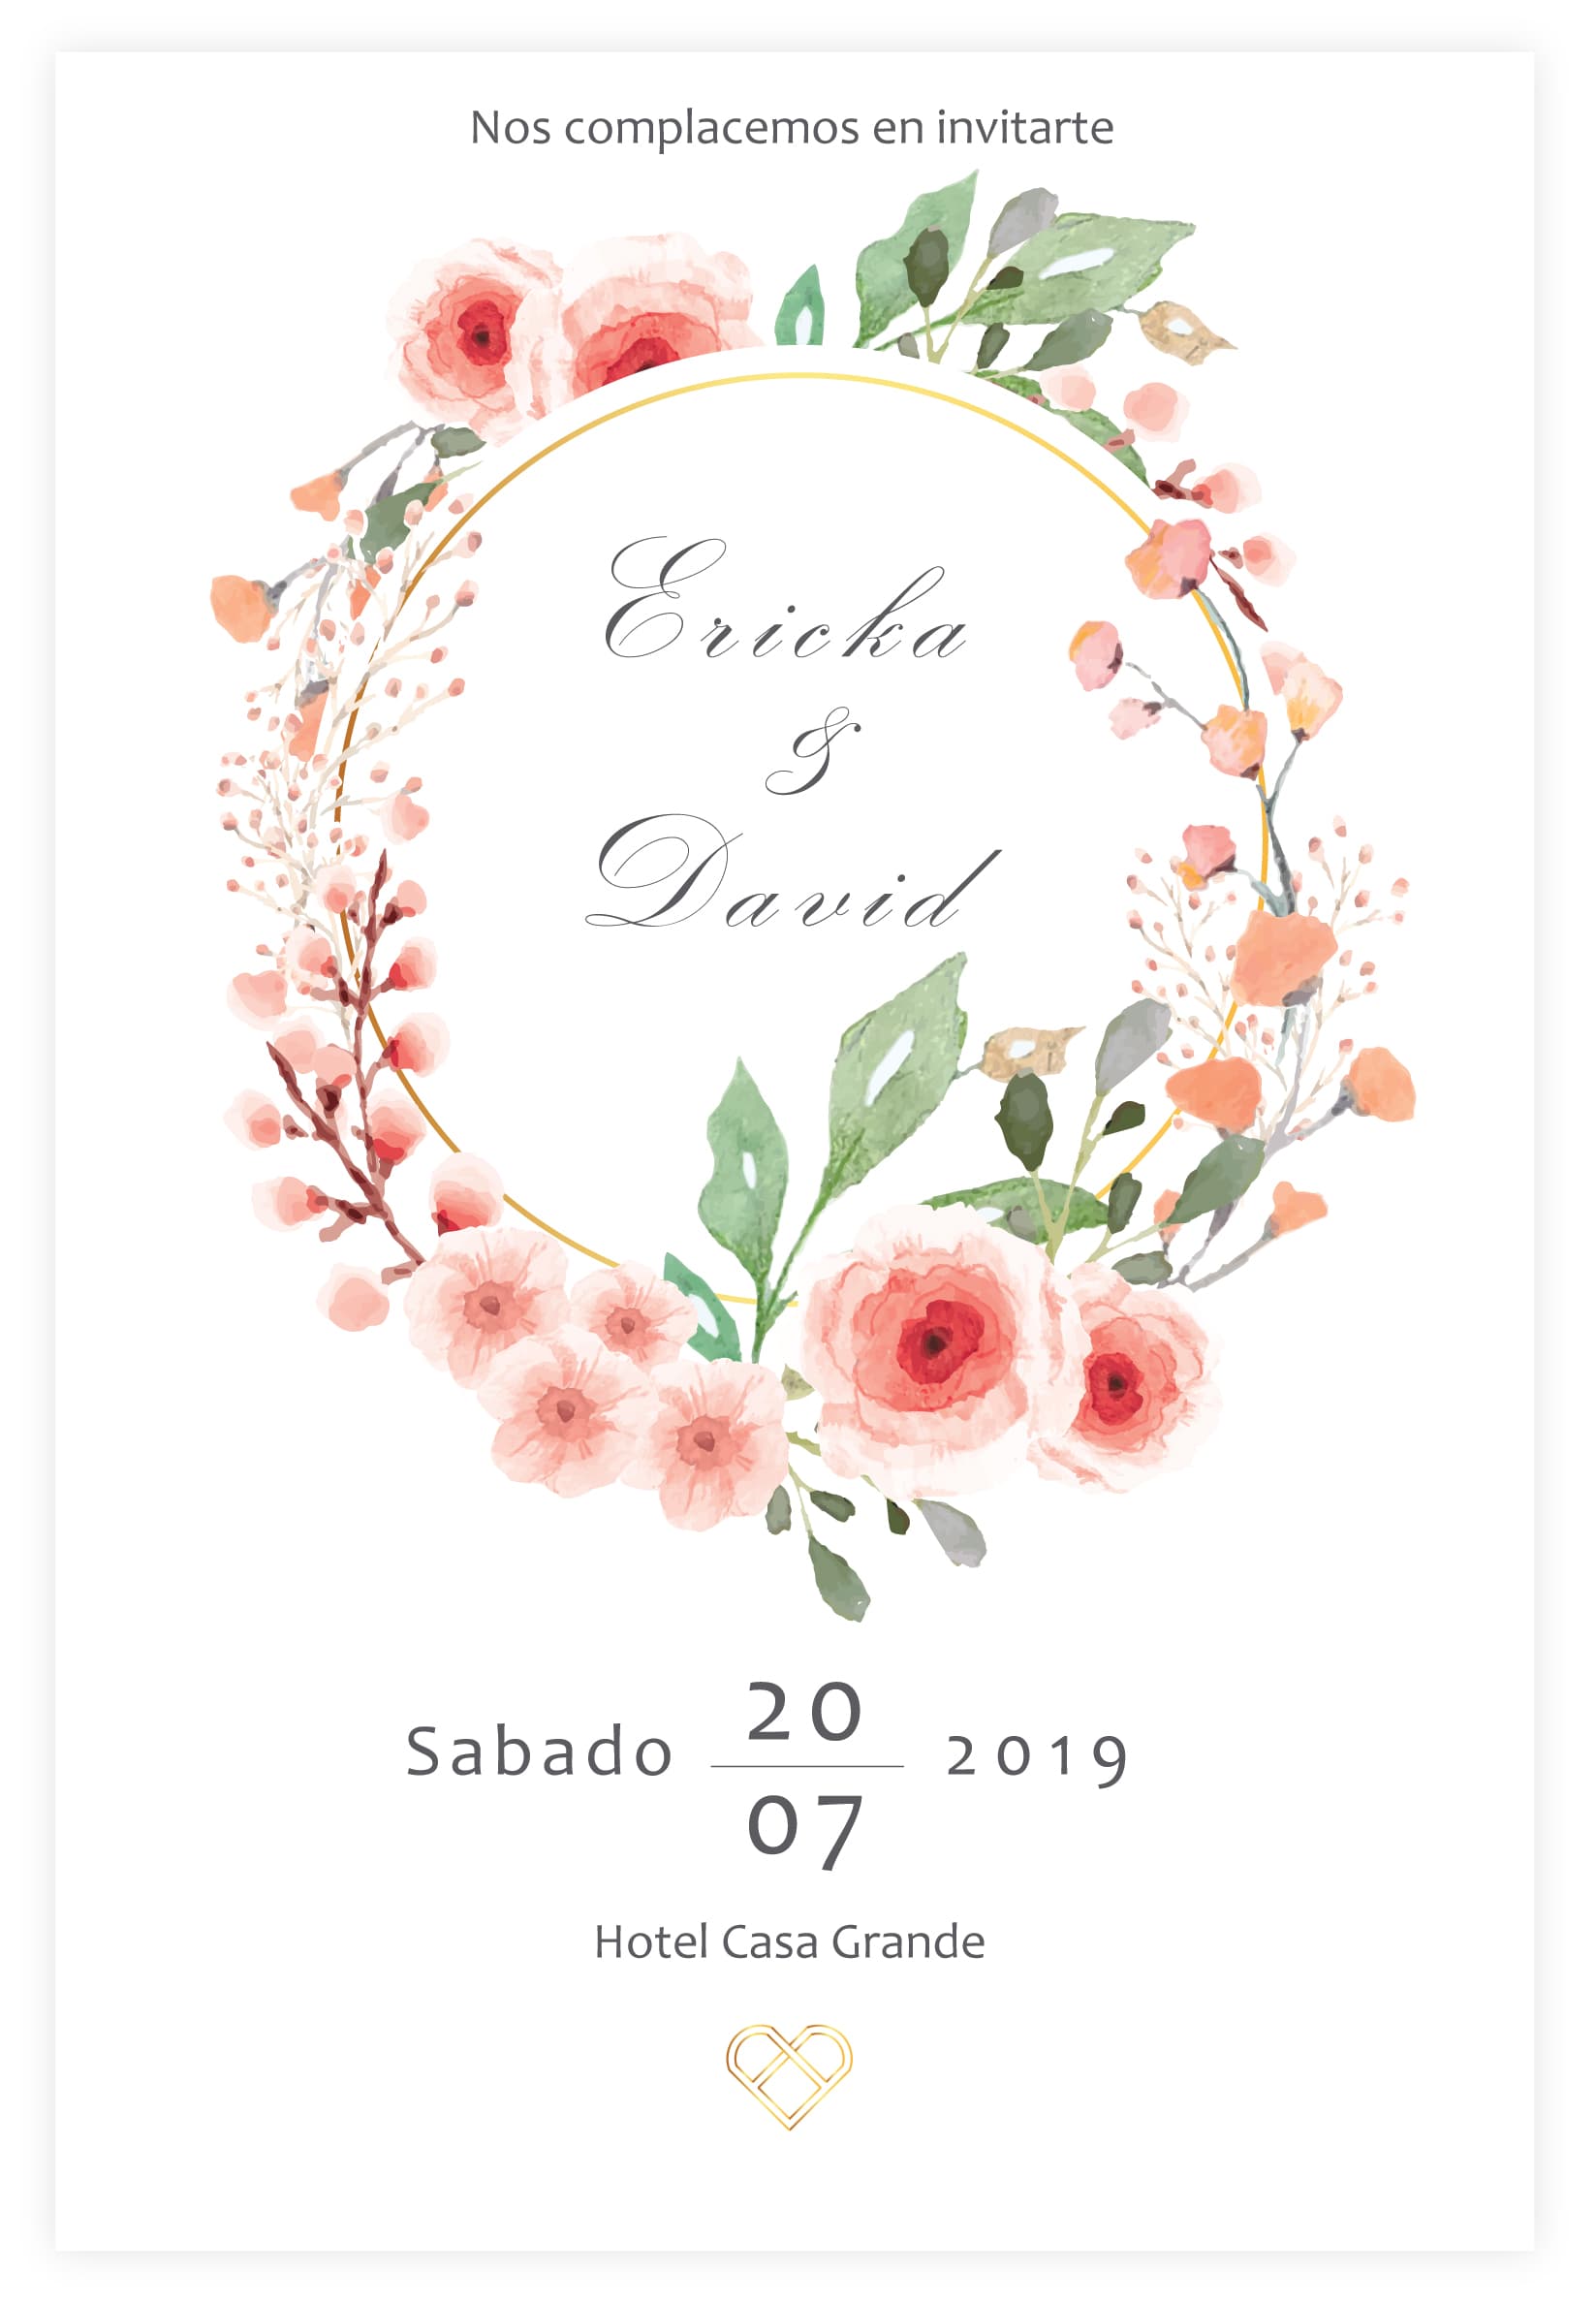 Nos complacemos en invitarte
Ericka
&
David
Sabado 20 2019
07
Hotel Casa Grande